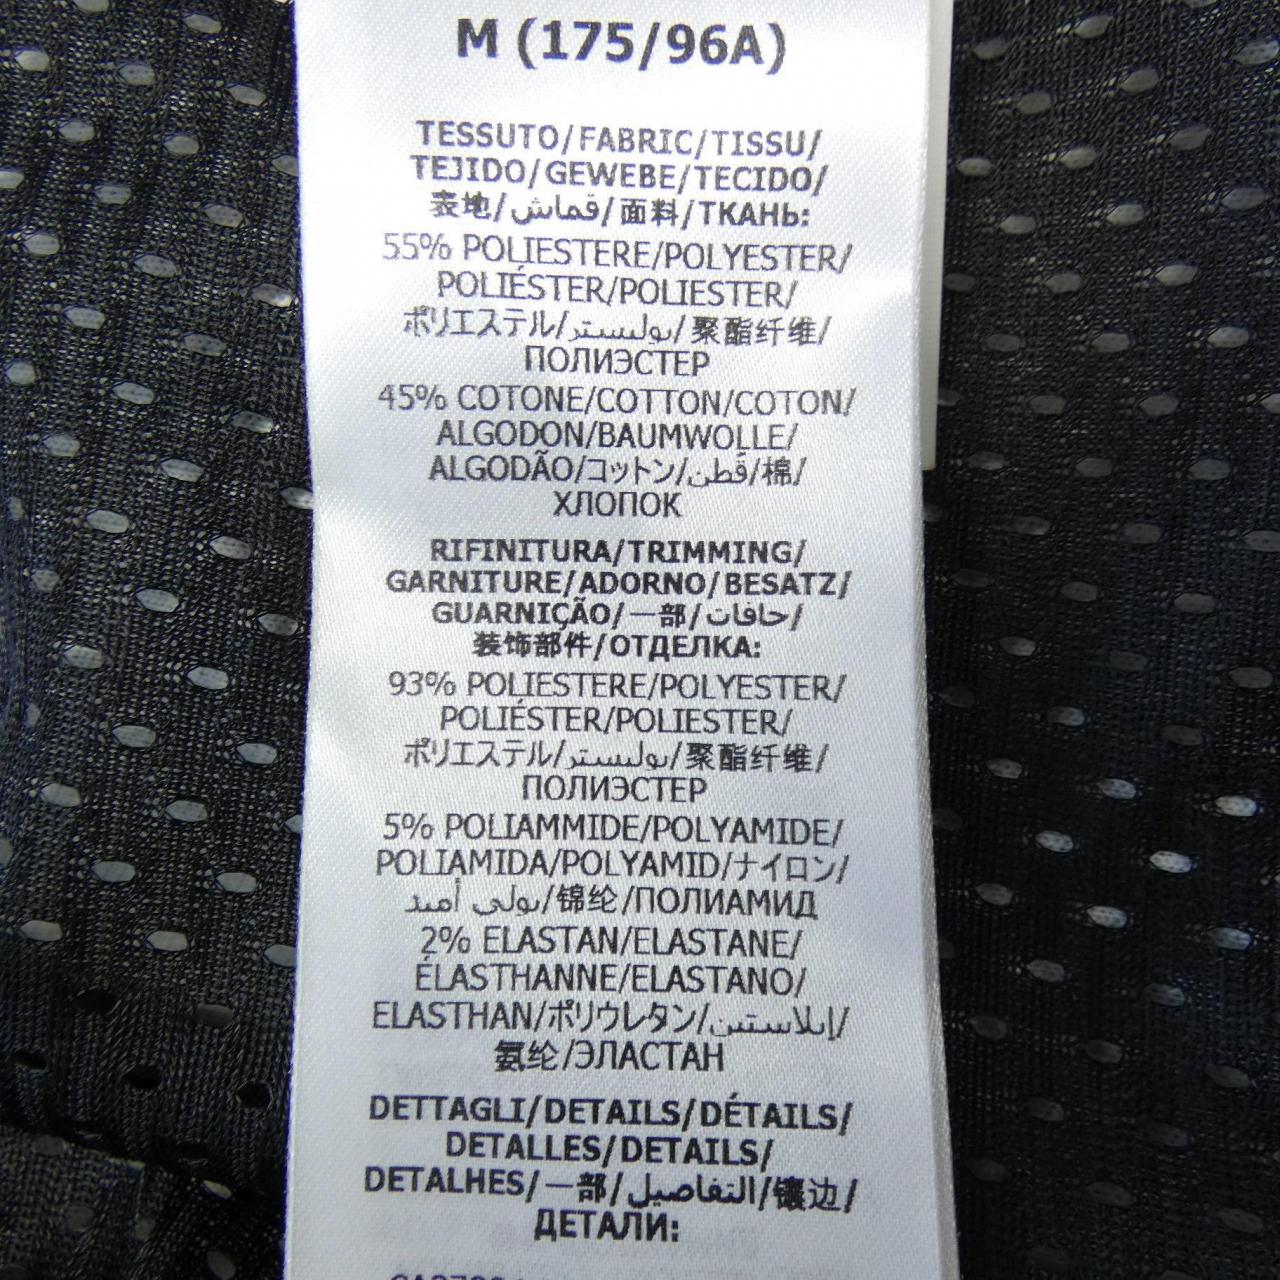 M (175/96A)
TESSUTO/FABRIC/TISSU/
TEJIDO/GEWEBE/TECIDO/
表地/قماش/面料/ТКАНЬ:
55% POLIESTERE/POLYESTER/
POLIÉSTER/POLIESTER/
ポリエステル/بوليستر/聚酯纤维/
ПОЛИЭСТЕР
45% COTONE/COTTON/COTON/
ALGODON/BAUMWOLLE/
ALGODÃO/コットン/قطن/棉/
ХЛОПОК
RIFINITURA/TRIMMING/
GARNITURE/ADORNO/BESATZ/
GUARNIÇÃO/一部/حافات/
装饰部件/ОТДЕЛКА:
93% POLIESTERE/POLYESTER/
POLIÉSTER/POLIESTER/
ポリエステル/بوليستر/聚酯纤维/
ПОЛИЭСТЕР
5% POLIAMMIDE/POLYAMIDE/
POLIAMIDA/POLYAMID/ナイロン/
بولي أميد/锦纶/ПОЛИАМИД
2% ELASTAN/ELASTANE/
ÉLASTHANNE/ELASTANO/
ELASTHAN/ポリウレタン/إيلاستين/
氨纶/ЭЛАСТАН
DETTAGLI/DETAILS/DÉTAILS/
DETALLES/DETAILS/
DETALHES/一部/التفاصيل/镶边/
ДЕТАЛИ: